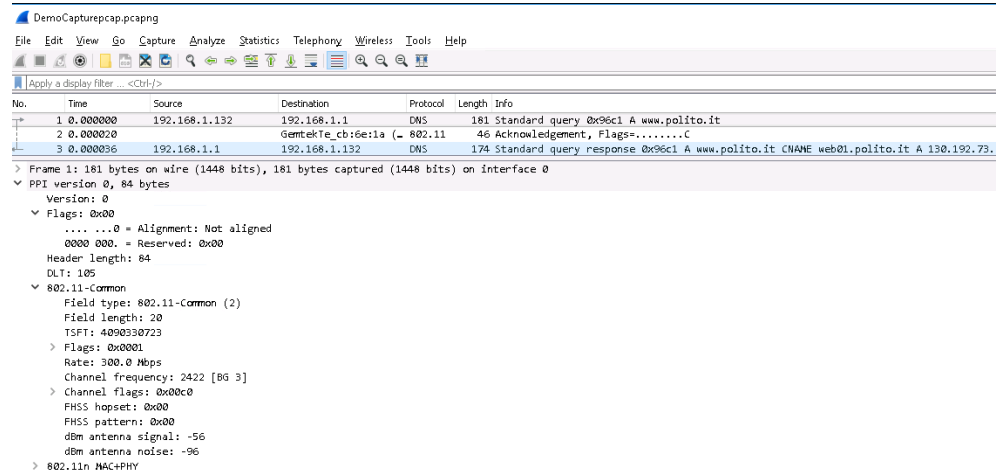 DemoCapturepcap.pcapng
File Edit View Go Capture Analyze Statistics Telephony Wireless Tools Help
Apply a display filter ... <Ctrl-/>
No. Time Source Destination Protocol Length Info
1 0.000000 192.168.1.132 192.168.1.1 DNS 181 Standard query 0x96c1 A www.polito.it
2 0.000020 GemtekTe_cb:6e:1a (… 802.11 46 Acknowledgement, Flags=........C
3 0.000036 192.168.1.1 192.168.1.132 DNS 174 Standard query response 0x96c1 A www.polito.it CNAME web01.polito.it A 130.192.73.
Frame 1: 181 bytes on wire (1448 bits), 181 bytes captured (1448 bits) on interface 0
PPI version 0, 84 bytes
Version: 0
Flags: 0x00
.... ...0 = Alignment: Not aligned
0000 000. = Reserved: 0x00
Header length: 84
DLT: 105
802.11-Common
Field type: 802.11-Common (2)
Field length: 20
TSFT: 4090330723
Flags: 0x0001
Rate: 300.0 Mbps
Channel frequency: 2422 [BG 3]
Channel flags: 0x00c0
FHSS hopset: 0x00
FHSS pattern: 0x00
dBm antenna signal: -56
dBm antenna noise: -96
802.11n MAC+PHY